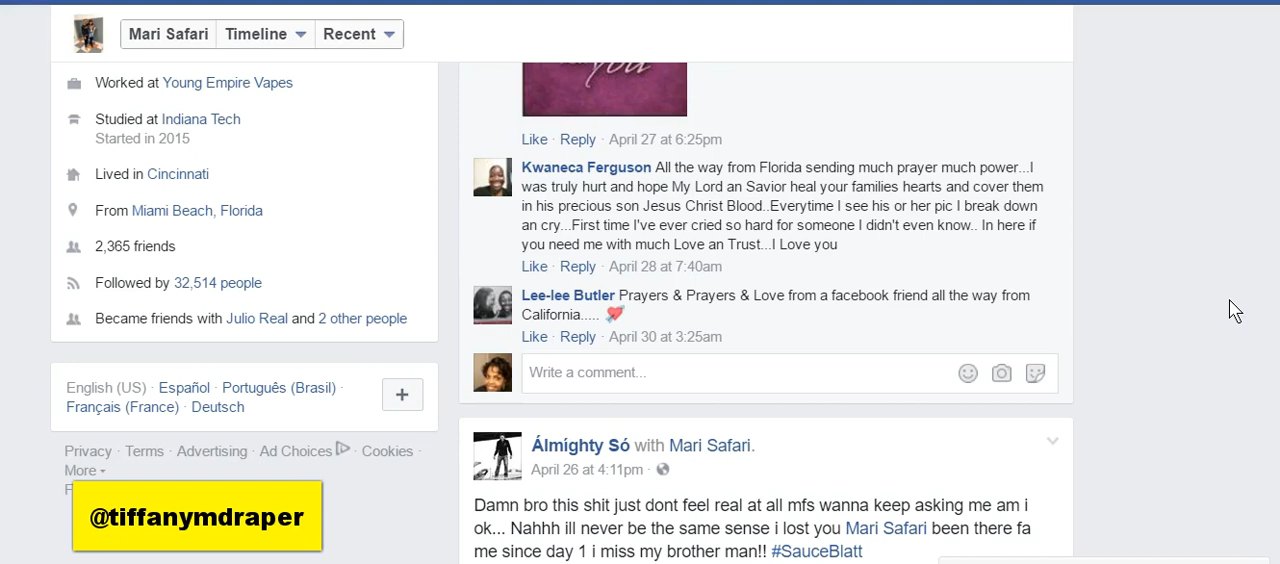 Mari Safari Timeline Recent
Worked at Young Empire Vapes
Studied at Indiana Tech
Started in 2015
Lived in Cincinnati
From Miami Beach, Florida
2,365 friends
Followed by 32,514 people
Became friends with Julio Real and 2 other people
English (US) · Español · Português (Brasil) ·
Français (France) · Deutsch
Privacy · Terms · Advertising · Ad Choices · Cookies ·
More
@tiffanymdraper
you
Like · Reply · April 27 at 6:25pm
Kwaneca Ferguson All the way from Florida sending much prayer much power...I
was truly hurt and hope My Lord an Savior heal your families hearts and cover them
in his precious son Jesus Christ Blood..Everytime I see his or her pic I break down
an cry...First time I've ever cried so hard for someone I didn't even know.. In here if
you need me with much Love an Trust...I Love you
Like · Reply · April 28 at 7:40am
Lee-lee Butler Prayers & Prayers & Love from a facebook friend all the way from
California..... 💘
Like · Reply · April 30 at 3:25am
Write a comment...
Álmíghty Só with Mari Safari.
April 26 at 4:11pm ·
Damn bro this shit just dont feel real at all mfs wanna keep asking me am i
ok... Nahhh ill never be the same sense i lost you Mari Safari been there fa
me since day 1 i miss my brother man!! #SauceBlatt